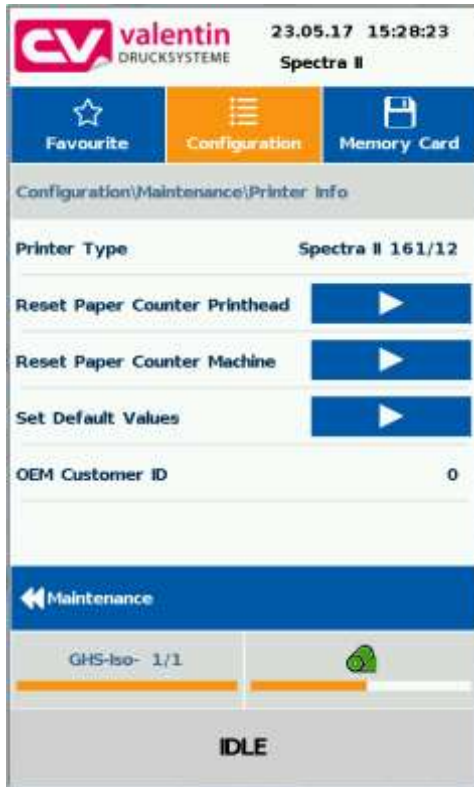 CV valentin
DRUCKSYSTEME
23.05.17 15:28:23
Spectra II
Favourite
Configuration
Memory Card
Configuration\Maintenance\Printer Info
Printer Type Spectra II 161/12
Reset Paper Counter Printhead
Reset Paper Counter Machine
Set Default Values
OEM Customer ID 0
Maintenance
GHS-Iso- 1/1
IDLE